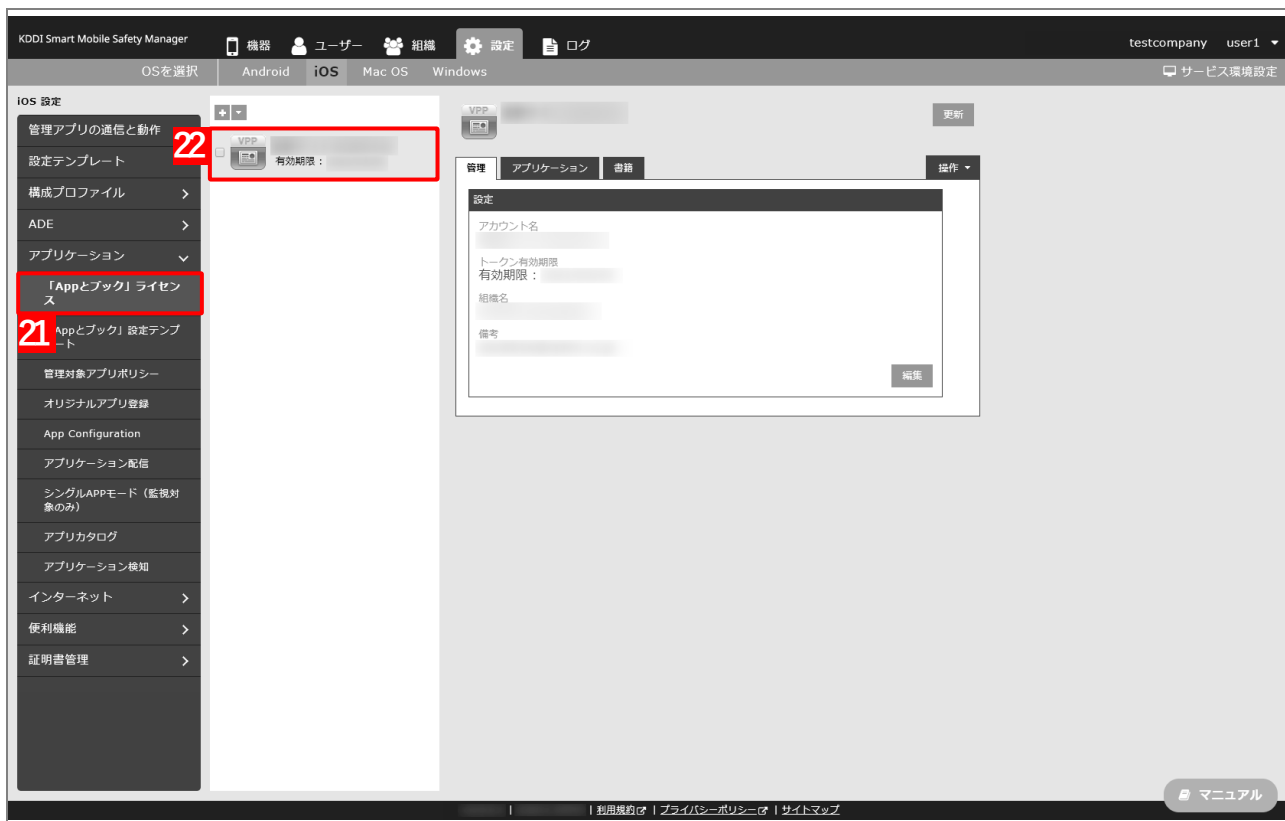 KDDI Smart Mobile Safety Manager
機器
ユーザー
組織
設定
ログ
testcompany
user1
OSを選択
Android
iOS
Mac OS
Windows
サービス環境設定
iOS 設定
管理アプリの通信と動作
設定テンプレート
構成プロファイル
ADE
アプリケーション
「Appとブック」ライセン
ス
21
Appとブック」設定テンプ
ート
管理対象アプリポリシー
オリジナルアプリ登録
App Configuration
アプリケーション配信
シングルAPPモード（監視対
象のみ）
アプリカタログ
アプリケーション検知
インターネット
便利機能
証明書管理
22
VPP
有効期限：
VPP
更新
管理
アプリケーション
書籍
操作
設定
アカウント名
トークン有効期限
有効期限：
組織名
備考
編集
マニュアル
| | 利用規約 | プライバシーポリシー | サイトマップ